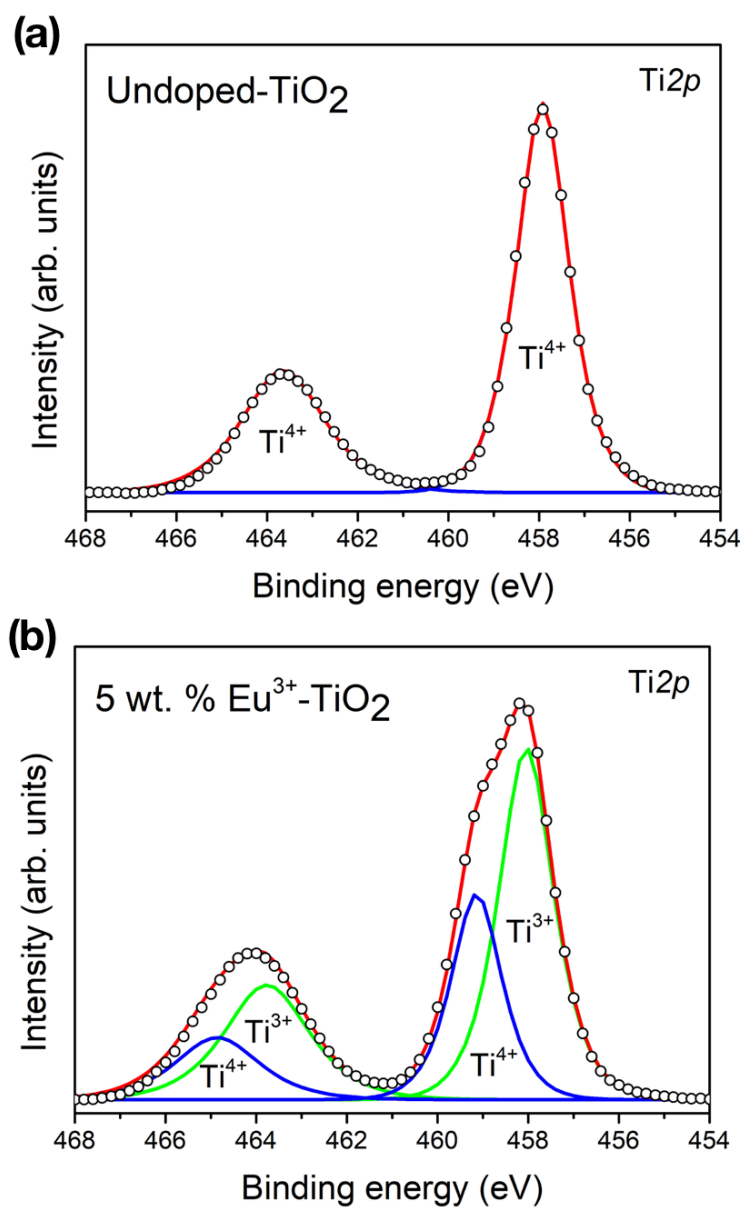 (a)
Undoped-TiO₂
Ti2p
Intensity (arb. units)
Ti⁴⁺
Ti⁴⁺
468 466 464 462 460 458 456 454
Binding energy (eV)
(b)
5 wt. % Eu³⁺-TiO₂
Ti2p
Intensity (arb. units)
Ti³⁺
Ti³⁺
Ti⁴⁺
Ti⁴⁺
468 466 464 462 460 458 456 454
Binding energy (eV)